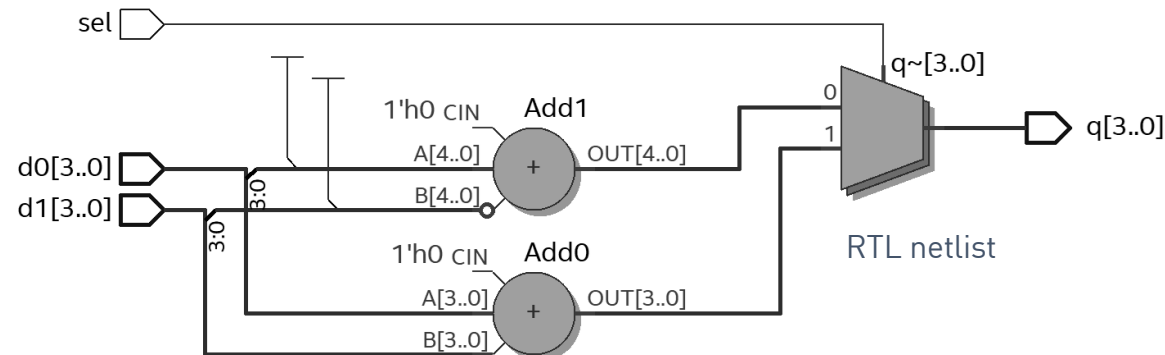 sel
q~[3..0]
0
1'h0 CIN
Add1
1
q[3..0]
A[4..0]
OUT[4..0]
d0[3..0]
3:0
B[4..0]
d1[3..0]
3:0
RTL netlist
1'h0 CIN
Add0
A[3..0]
OUT[3..0]
B[3..0]
+
+